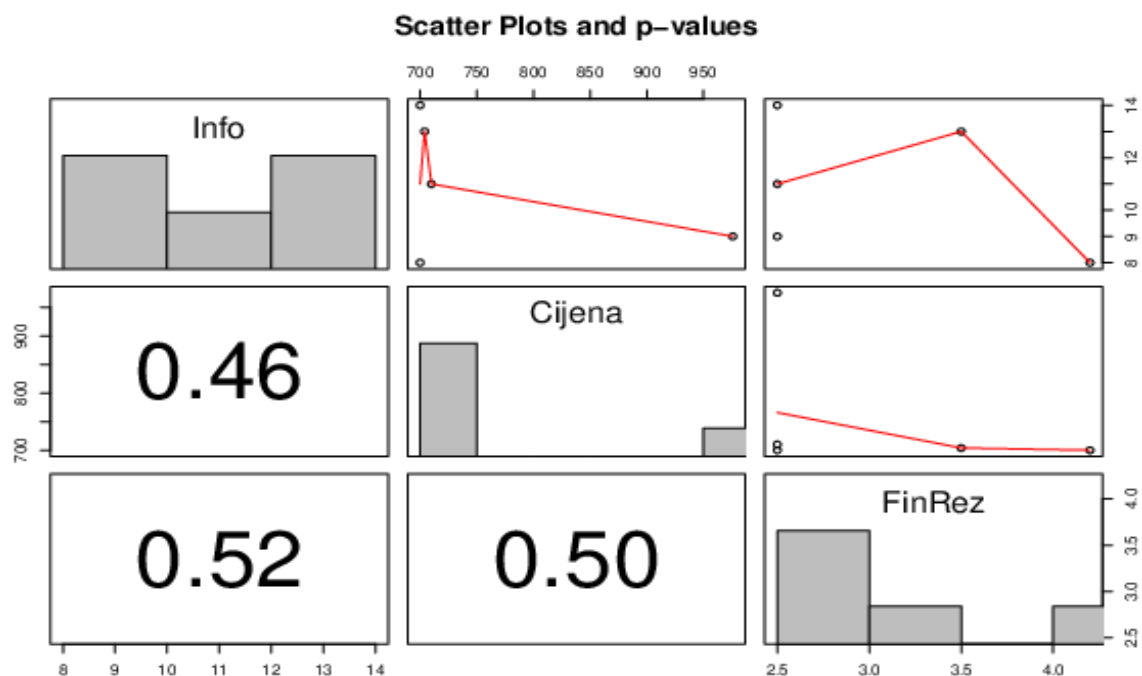 Scatter Plots and p-values
700 750 800 850 900 950
Info
8 9 10 12 14
0.46
Cijena
700 800 900
0.52
0.50
FinRez
2.5 3.0 3.5 4.0
8 9 10 11 12 13 14
2.5 3.0 3.5 4.0